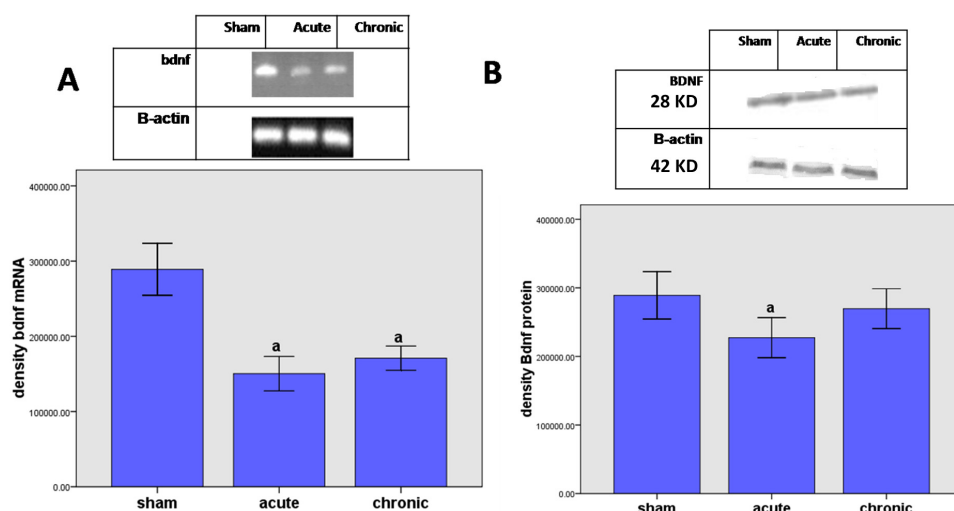 A
Sham Acute Chronic
bdnf
B-actin
400000.00
300000.00
200000.00
100000.00
0.00
density bdnf mRNA
a
a
sham acute chronic
B
Sham Acute Chronic
BDNF
28 KD
B-actin
42 KD
400000.00
300000.00
200000.00
100000.00
0.00
density Bdnf protein
a
sham acute chronic